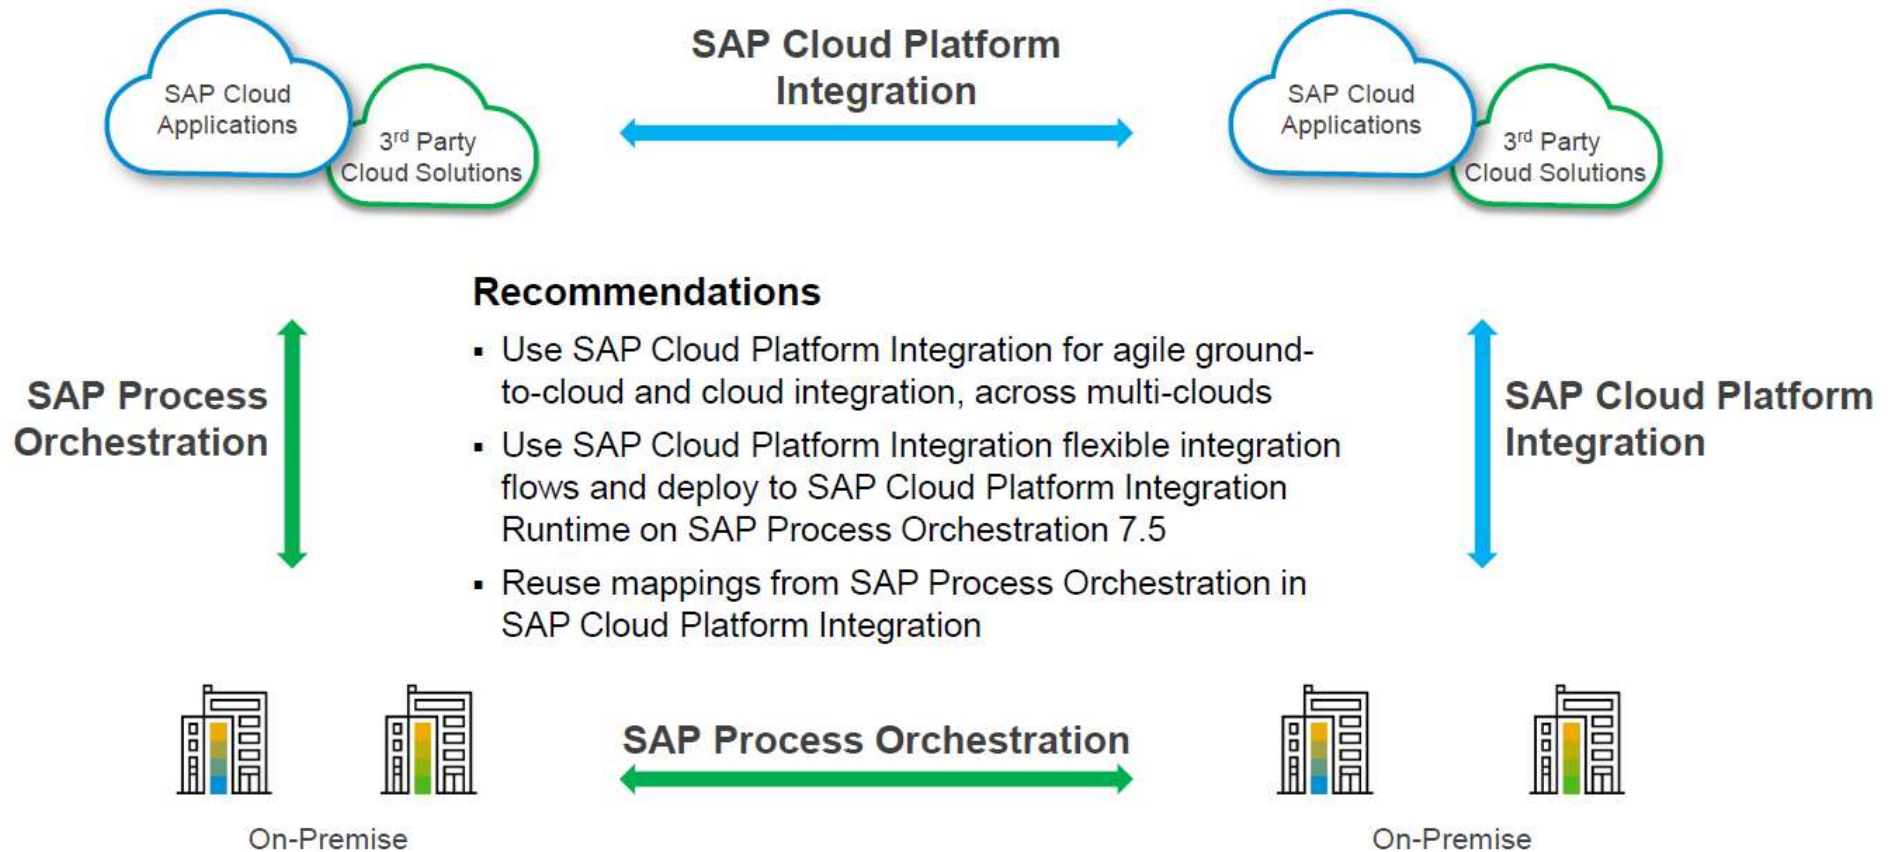 SAP Cloud Platform
Integration
SAP Cloud
Applications
3rd Party
Cloud Solutions
SAP Cloud
Applications
3rd Party
Cloud Solutions
Recommendations
▪ Use SAP Cloud Platform Integration for agile ground-
to-cloud and cloud integration, across multi-clouds
▪ Use SAP Cloud Platform Integration flexible integration
flows and deploy to SAP Cloud Platform Integration
Runtime on SAP Process Orchestration 7.5
▪ Reuse mappings from SAP Process Orchestration in
SAP Cloud Platform Integration
SAP Process
Orchestration
SAP Cloud Platform
Integration
SAP Process Orchestration
On-Premise
On-Premise